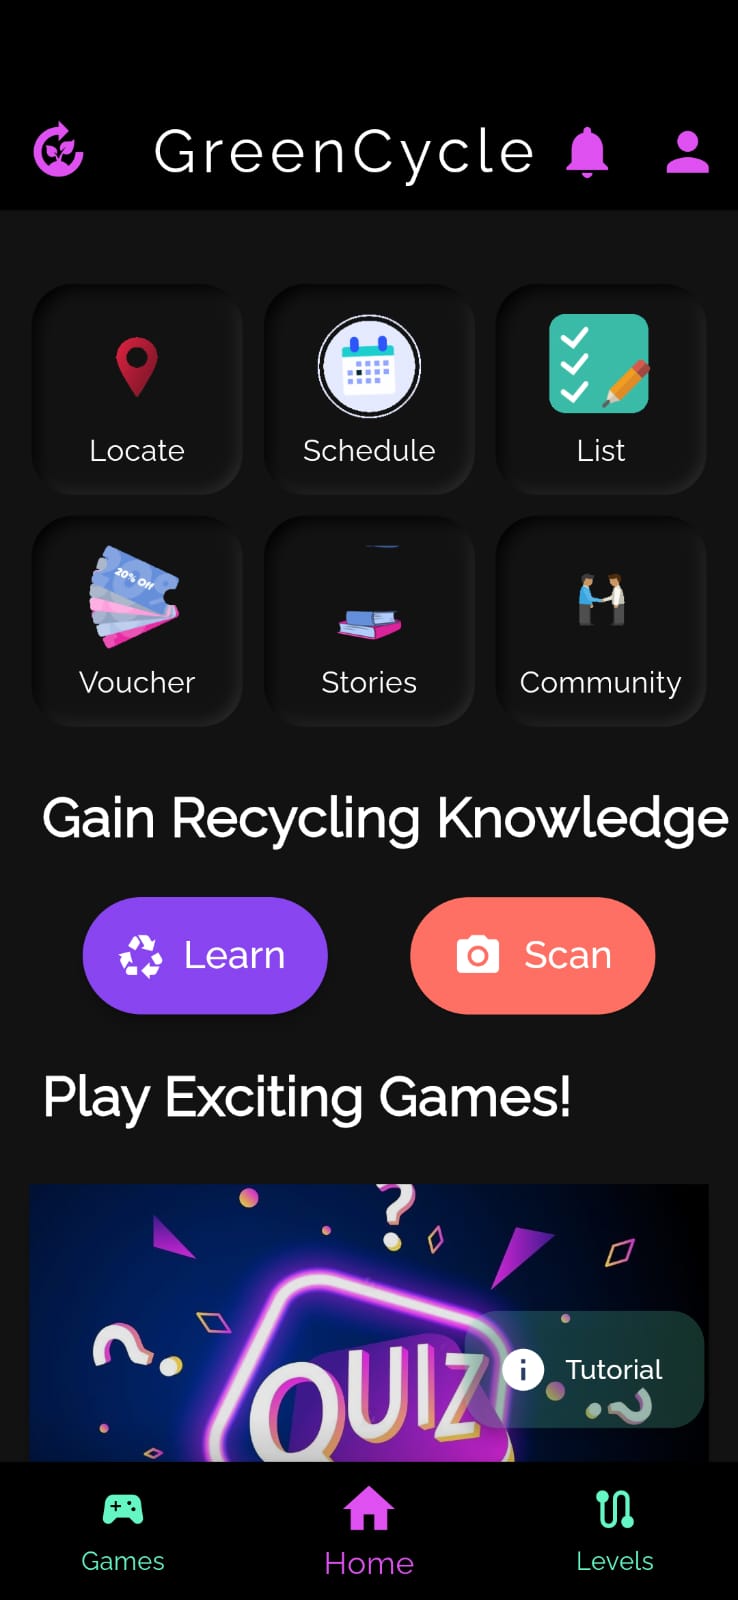 GreenCycle
Locate
Schedule
List
20% Off
Voucher
Stories
Community
Gain Recycling Knowledge
Learn
Scan
Play Exciting Games!
?
?
QUIZ
Tutorial
?
Games
Home
Levels